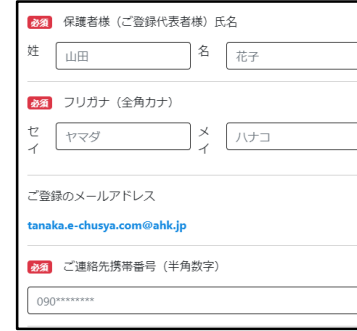 必須 保護者様（ご登録代表者様）氏名
姓 山田 名 花子
必須 フリガナ（全角カナ）
セイ ヤマダ メイ ハナコ
ご登録のメールアドレス
tanaka.e-chusya.com@ahk.jp
必須 ご連絡先携帯番号（半角数字）
090********